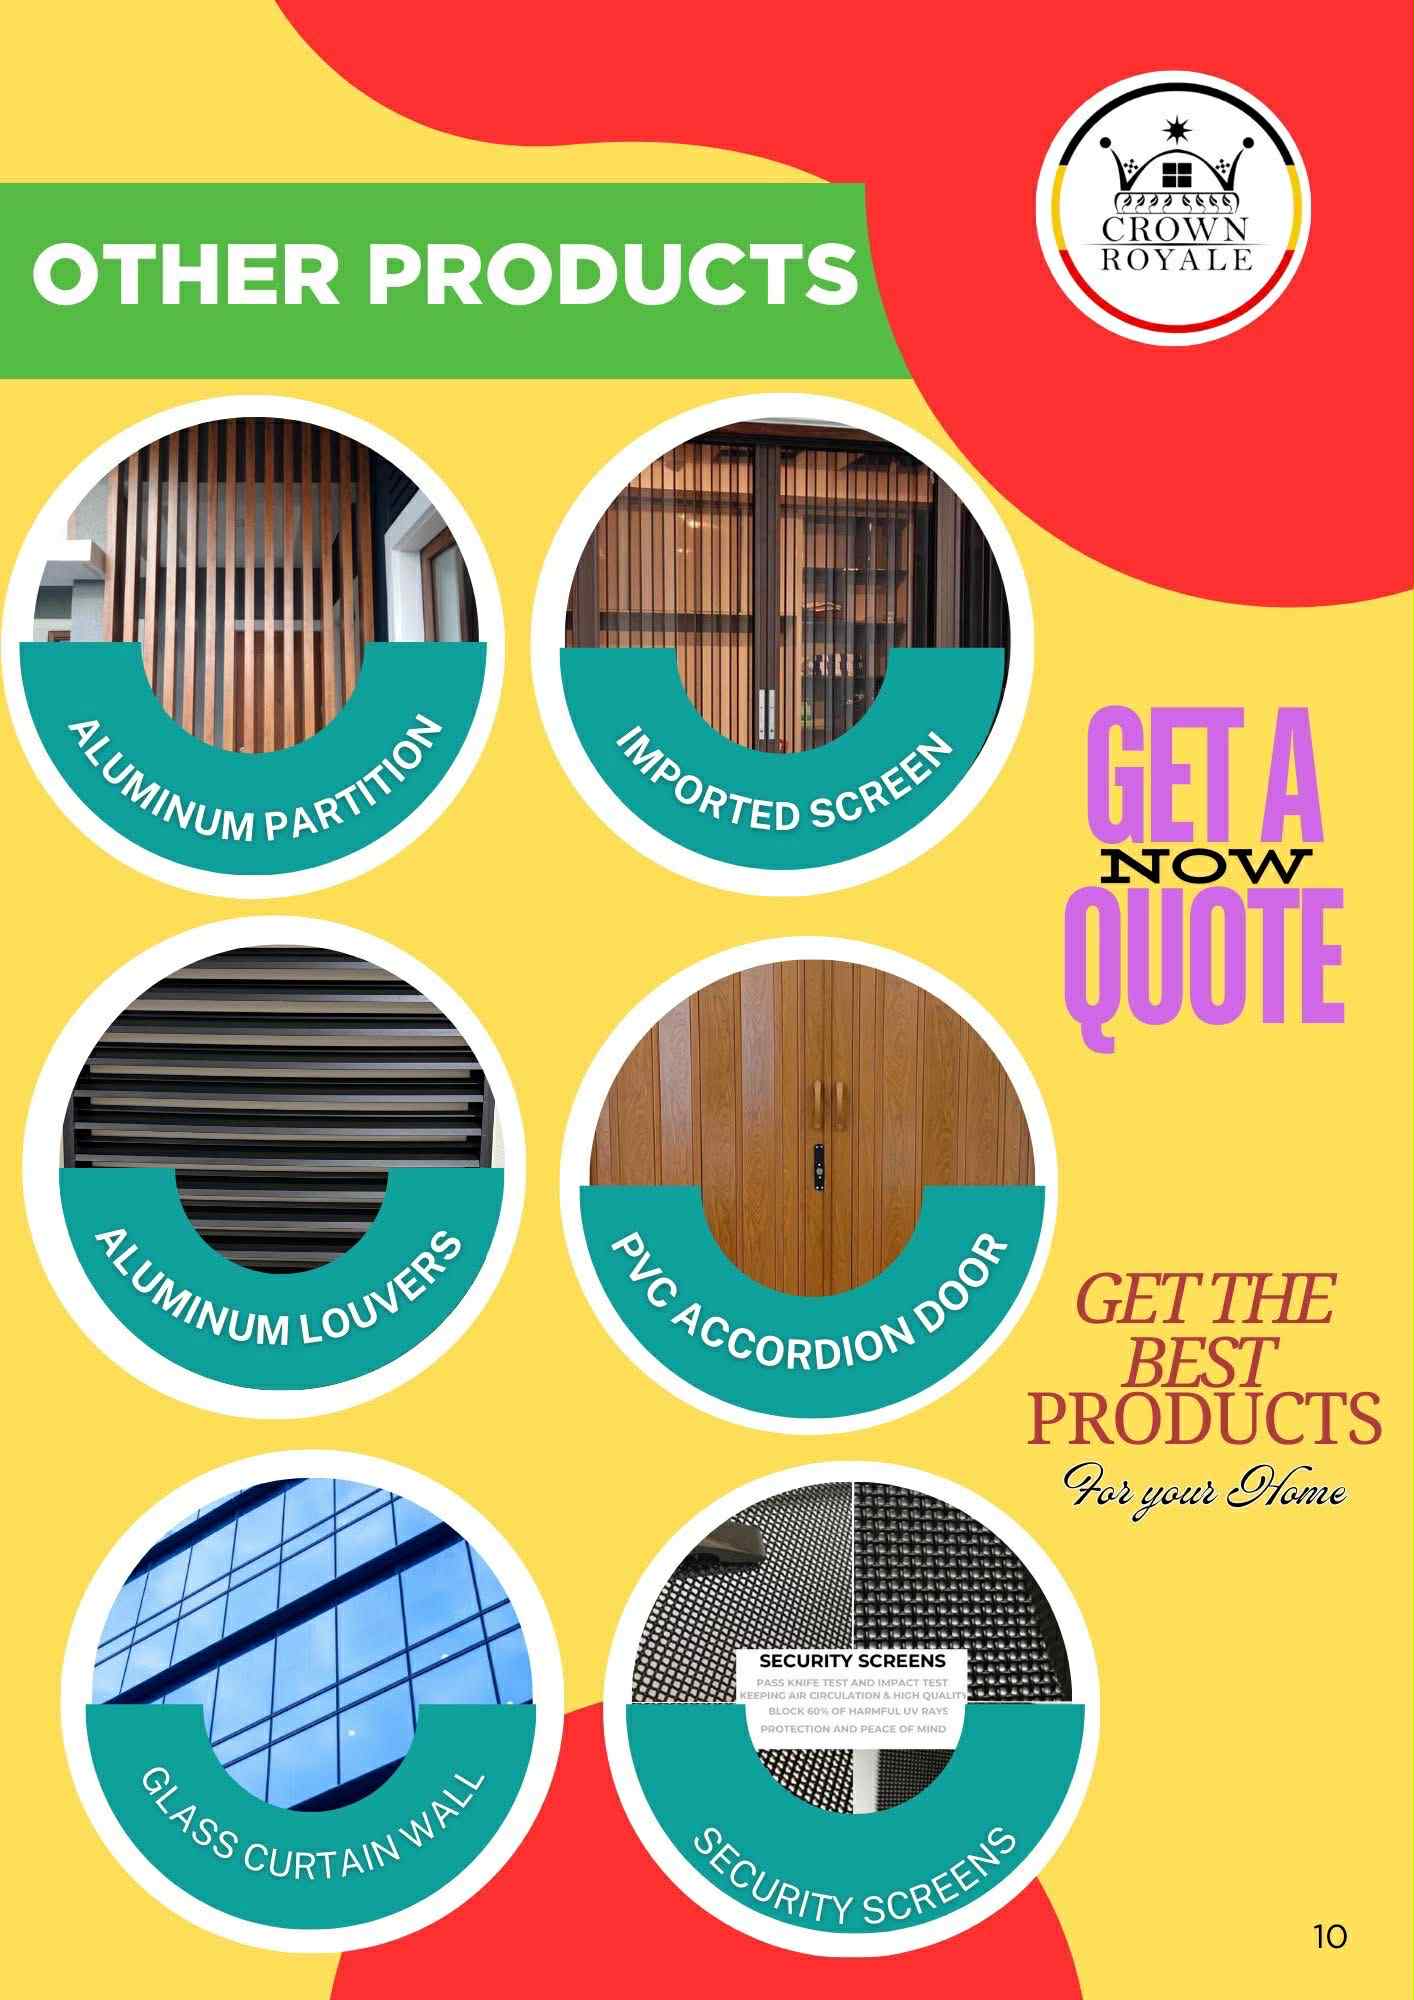 CROWN
ROYALE
OTHER PRODUCTS
ALUMINUM PARTITION
IMPORTED SCREEN
GET A
NOW
QUOTE
ALUMINUM LOUVERS
PVC ACCORDION DOOR
GET THE
BEST
PRODUCTS
For your Home
GLASS CURTAIN WALL
SECURITY SCREENS
PASS KNIFE TEST AND IMPACT TEST
KEEPING AIR CIRCULATION & HIGH QUALITY
BLOCK 60% OF HARMFUL UV RAYS
PROTECTION AND PEACE OF MIND
SECURITY SCREENS
10